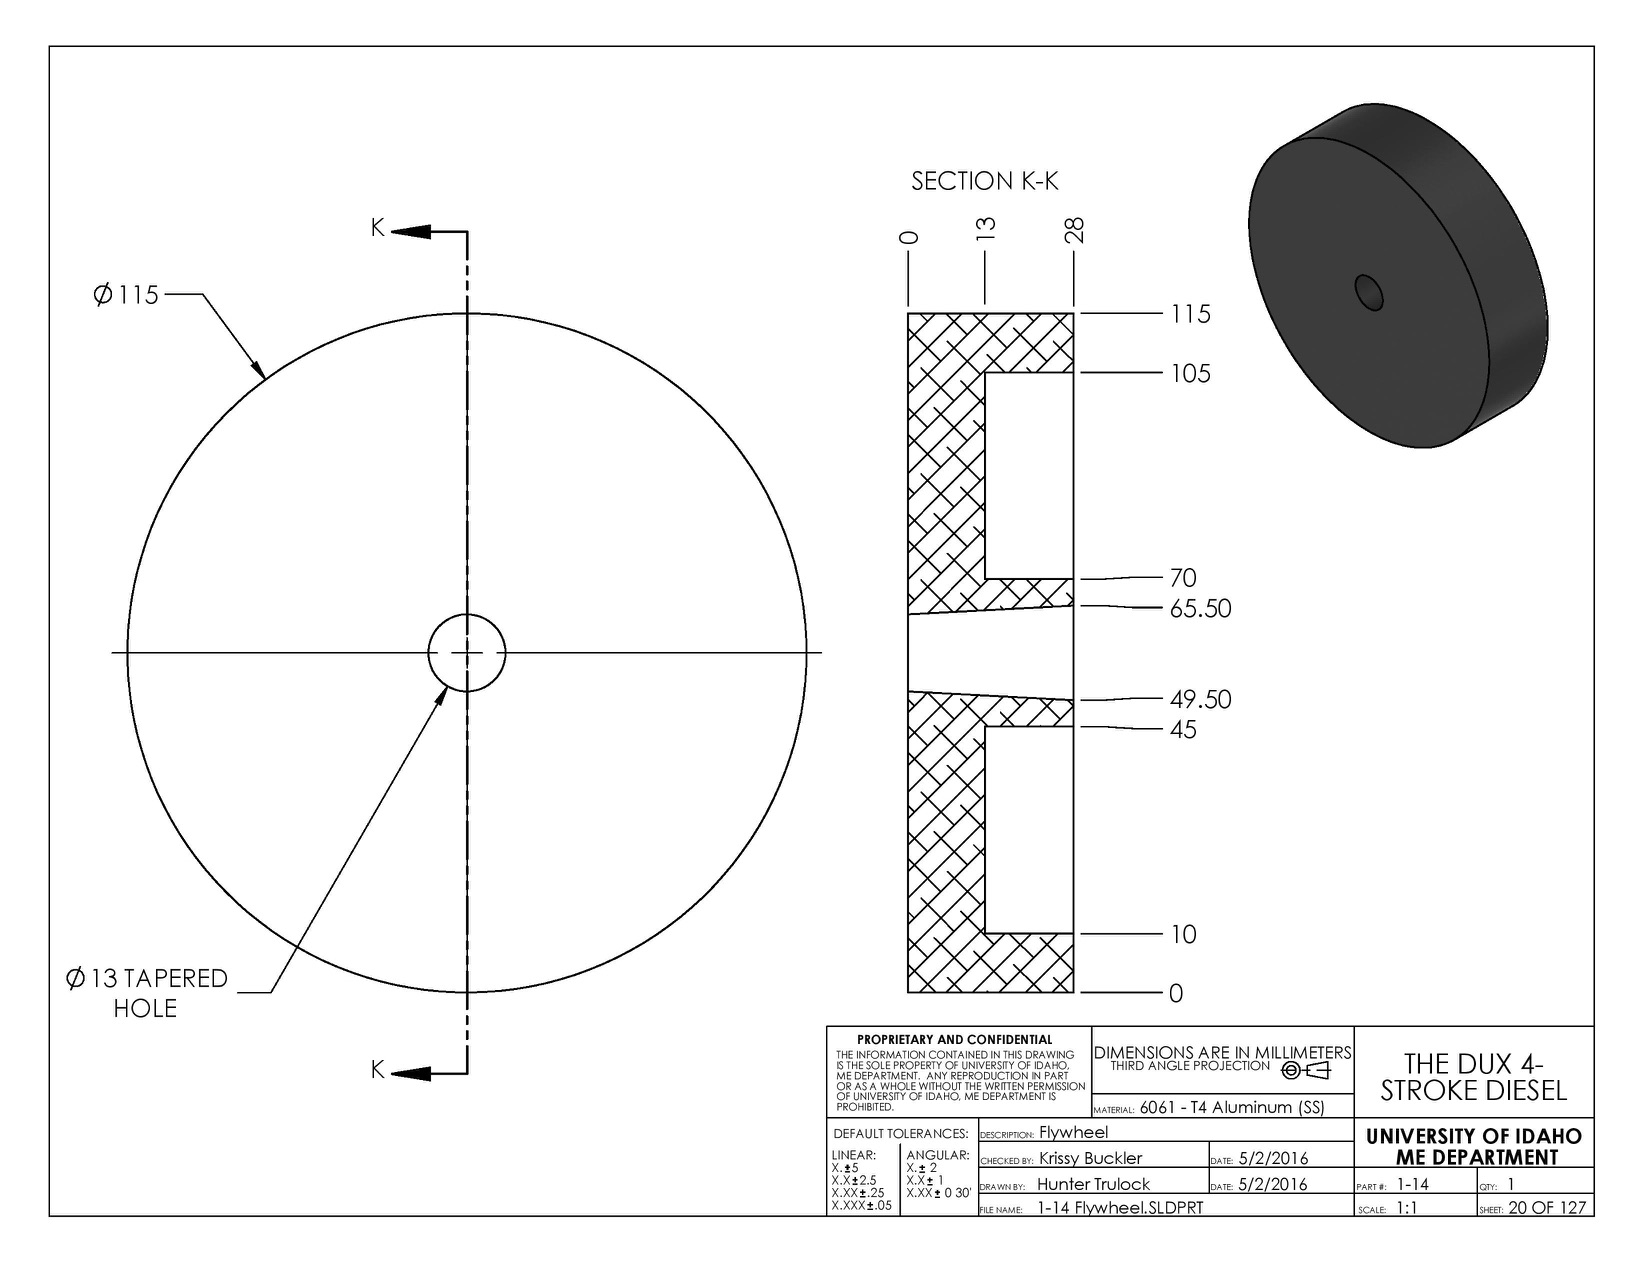 K
Ø115
Ø13 TAPERED
HOLE
K
SECTION K-K
0
13
28
115
105
70
65.50
49.50
45
10
0
PROPRIETARY AND CONFIDENTIAL
THE INFORMATION CONTAINED IN THIS DRAWING
IS THE SOLE PROPERTY OF UNIVERSITY OF IDAHO,
ME DEPARTMENT.  ANY REPRODUCTION IN PART
OR AS A WHOLE WITHOUT THE WRITTEN PERMISSION
OF UNIVERSITY OF IDAHO, ME DEPARTMENT IS
PROHIBITED.
DIMENSIONS ARE IN MILLIMETERS
THIRD ANGLE PROJECTION
MATERIAL: 6061 - T4 Aluminum (SS)
THE DUX 4-
STROKE DIESEL
DEFAULT TOLERANCES:
LINEAR:
X.±5
X.X±2.5
X.XX±.25
X.XXX±.05
ANGULAR:
X.± 2
X.X± 1
X.XX± 0 30'
DESCRIPTION: Flywheel
CHECKED BY: Krissy Buckler
DATE: 5/2/2016
DRAWN BY: Hunter Trulock
DATE: 5/2/2016
FILE NAME: 1-14 Flywheel.SLDPRT
UNIVERSITY OF IDAHO
ME DEPARTMENT
PART #: 1-14
QTY: 1
SCALE: 1:1
SHEET: 20 OF 127